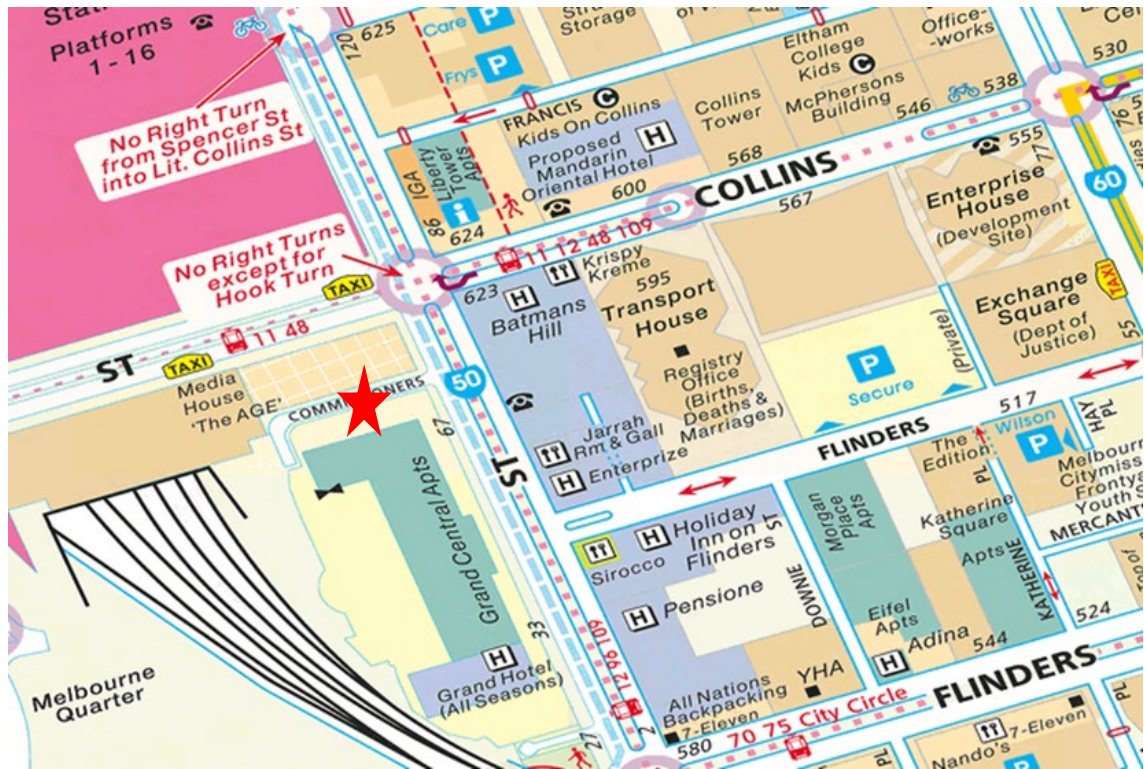 Platforms
1 - 16
No Right Turn
from Spencer St
into Lit. Collins St
No Right Turns
except for
Hook Turn
120
625
Care P
Frys P
Storage
Eltham
College
Kids C
McPhersons
Building
Office-
-works
530
538
546
FRANCIS C
Kids On Collins
Proposed
Mandarin
Oriental Hotel
H
Collins
Tower
568
600
IGA
Liberty
Tower
Apts
i
86
624
COLLINS
567
555
77
76
60
Enterprise
House
(Development
Site)
11 12 48 109
TAXI
623
H
Batmans
Hill
Krispy
Kreme
595
Transport
House
Registry
Office
(Births,
Deaths &
Marriages)
Exchange
Square
(Dept of
Justice)
TAXI
55
(Private)
P
Secure
ST
11 48
TAXI
Media
House
'The AGE'
50
67
ST
Jarrah
Rm & Gall
H Enterprize
FLINDERS
517
Wilson
P
HAY
PL
The
Edition
PL
Melbou
Citymiss
Frontya
Youth S
MERCANT
Grand Central Apts
33
Sirocco
H Holiday
Inn on
Flinders
ST
DOWNIE
H Pensione
Morgan
Place
Apts
Katherine
Square
Apts
KATHERINE
524
Eifel
Apts
H
Adina
544
Melbourne
Quarter
H
Grand Hotel
(All Seasons)
12 96 109
27
2
All Nations
Backpacking
7-Eleven
YHA
580
70 75 City Circle
FLINDERS
PL
PL
7-Eleven
Nando's
P